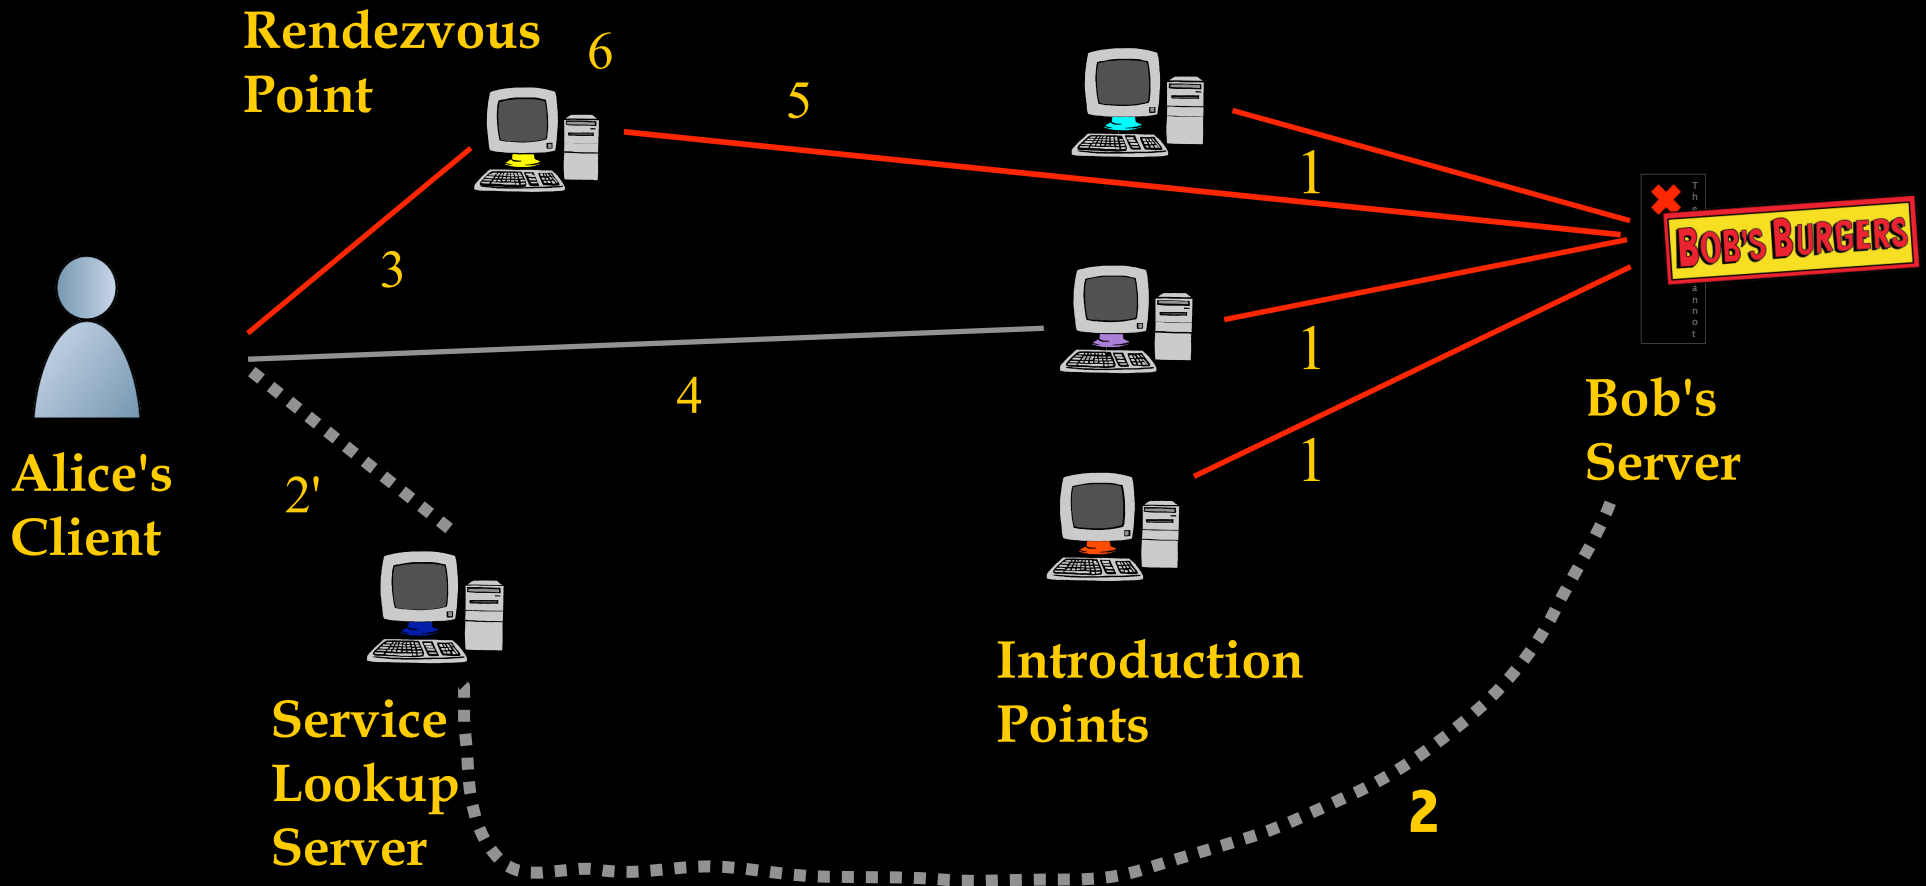 Rendezvous
Point
6
5
1
3
BOB'S BURGERS
1
4
Bob's
Server
1
Alice's
Client
2'
Introduction
Points
Service
Lookup
Server
2